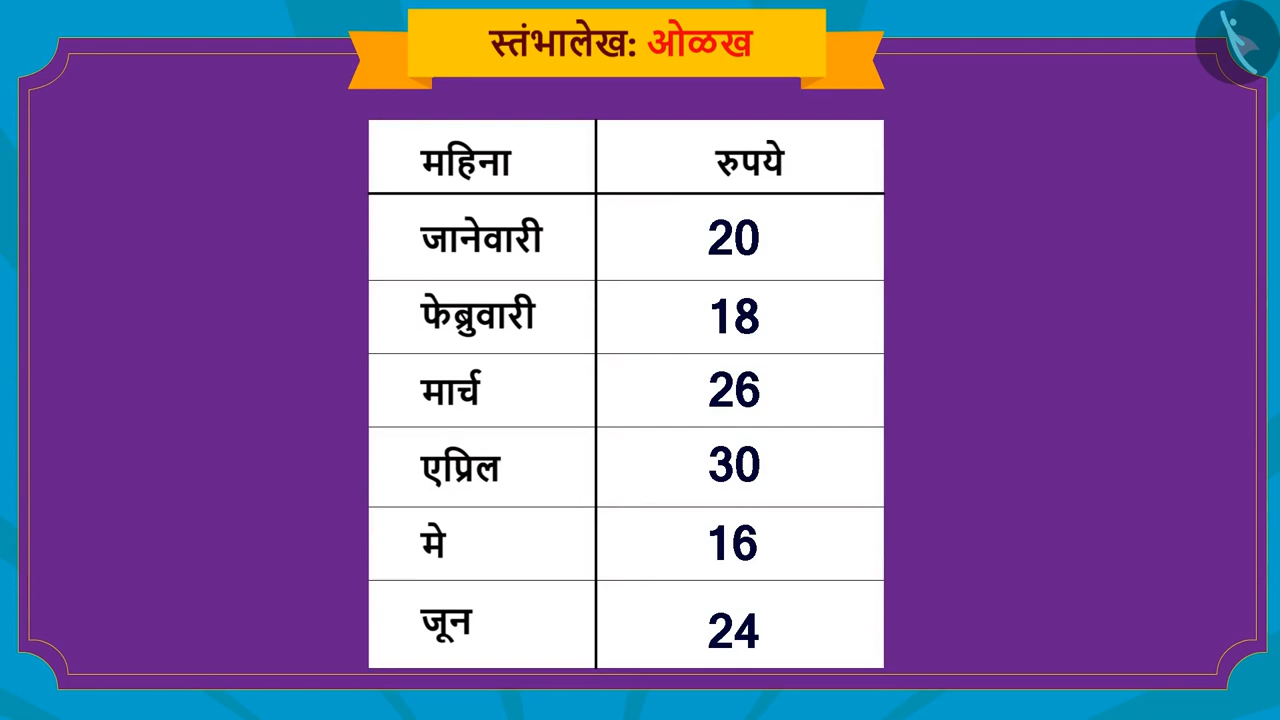 स्तंभालेख: ओळख
महिना रुपये
जानेवारी 20
फेब्रुवारी 18
मार्च 26
एप्रिल 30
मे 16
जून 24